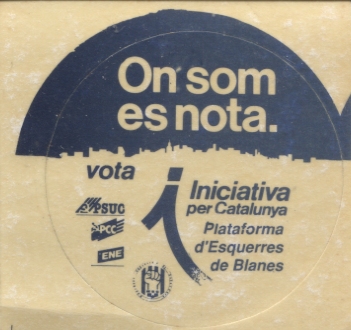 On som
es nota.
vota
i
Iniciativa
per Catalunya
Plataforma
d'Esquerres
de Blanes
PSUC
PCC
ENE